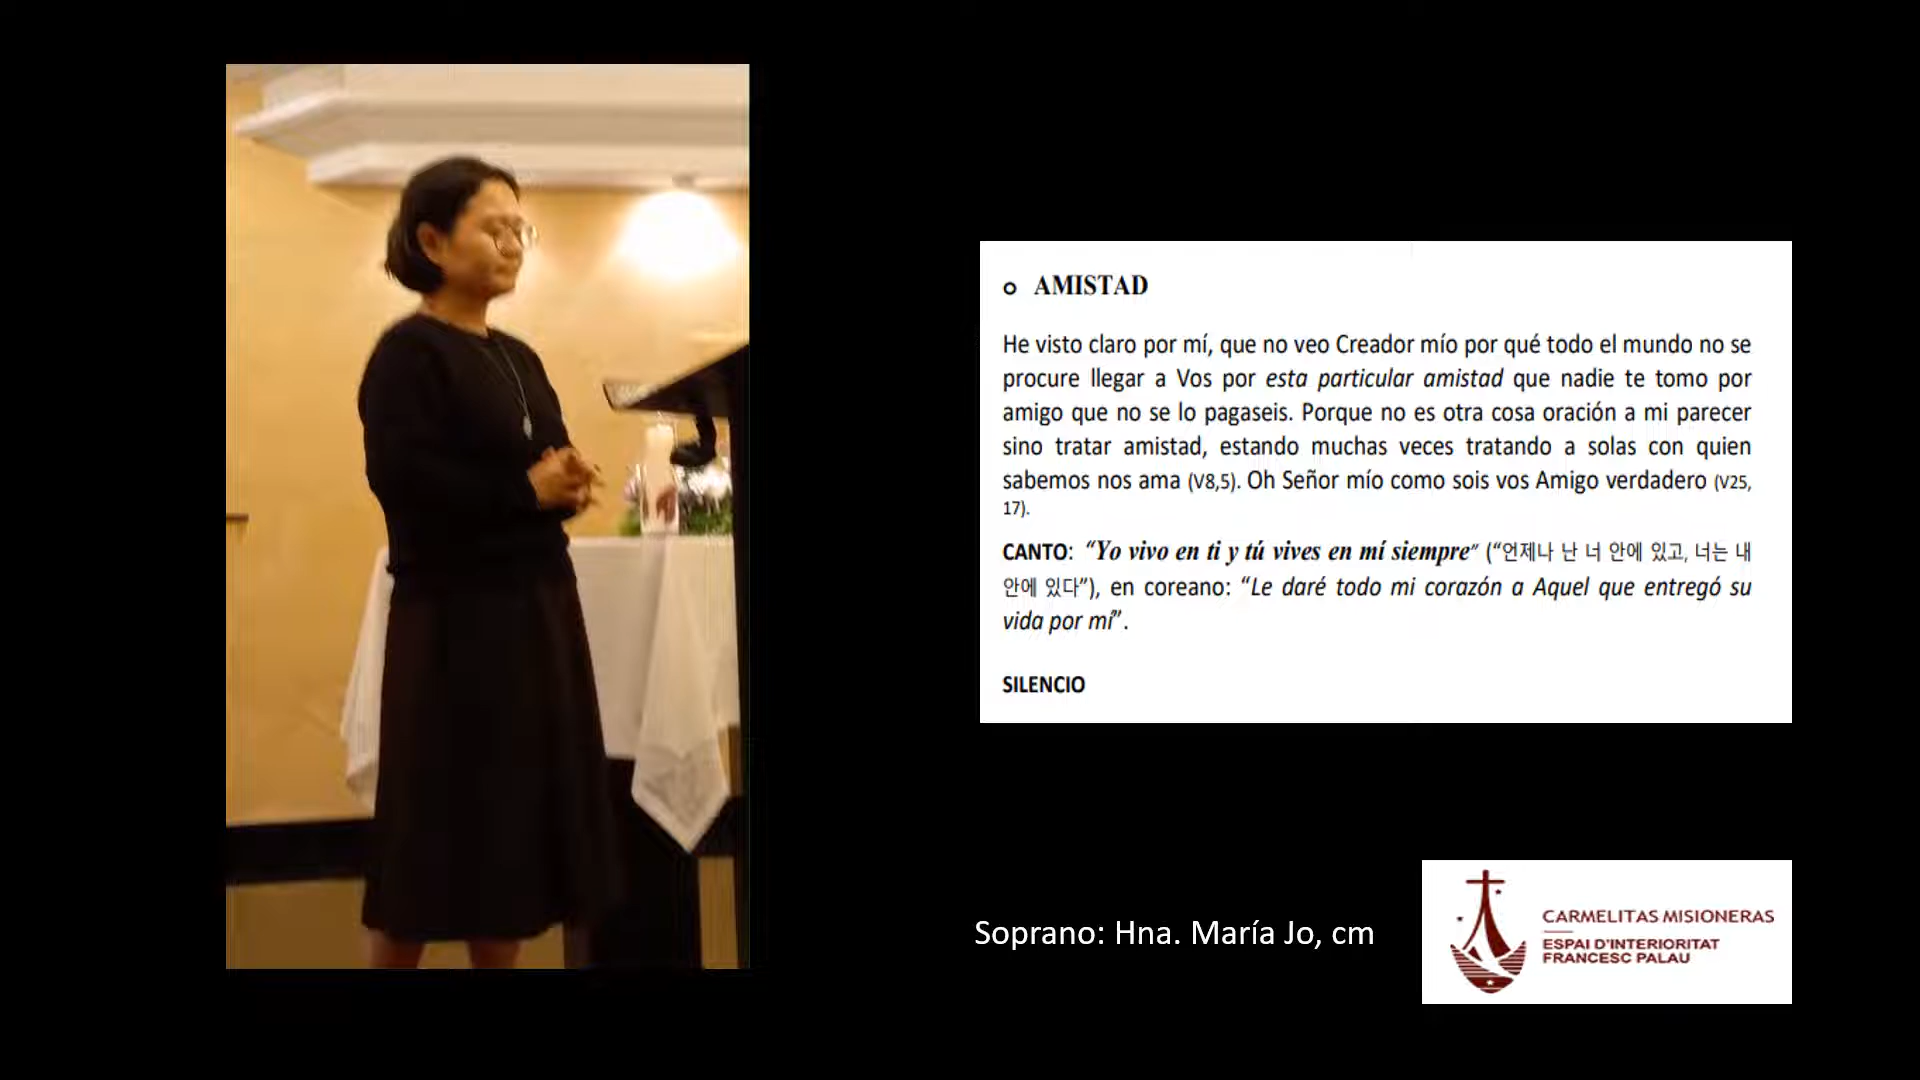 AMISTAD
He visto claro por mí, que no veo Creador mío por qué todo el mundo no se
procure llegar a Vos por esta particular amistad que nadie te tomo por
amigo que no se lo pagaseis. Porque no es otra cosa oración a mi parecer
sino tratar amistad, estando muchas veces tratando a solas con quien
sabemos nos ama (V8,5). Oh Señor mío como sois vos Amigo verdadero (V25,
17).
CANTO: “Yo vivo en ti y tú vives en mí siempre” (“언제나 난 너 안에 있고, 너는 내
안에 있다”), en coreano: “Le daré todo mi corazón a Aquel que entregó su
vida por mí”.
SILENCIO
Soprano: Hna. María Jo, cm
CARMELITAS MISIONERAS
ESPAI D'INTERIORITAT
FRANCESC PALAU